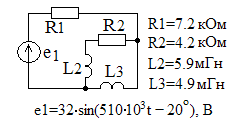 R1
R1=7.2 кОм
R2
R2=4.2 кОм
e1
L2
L2=5.9мГн
L3
L3=4.9мГн
e1=32·sin(510·10³t − 20°), В